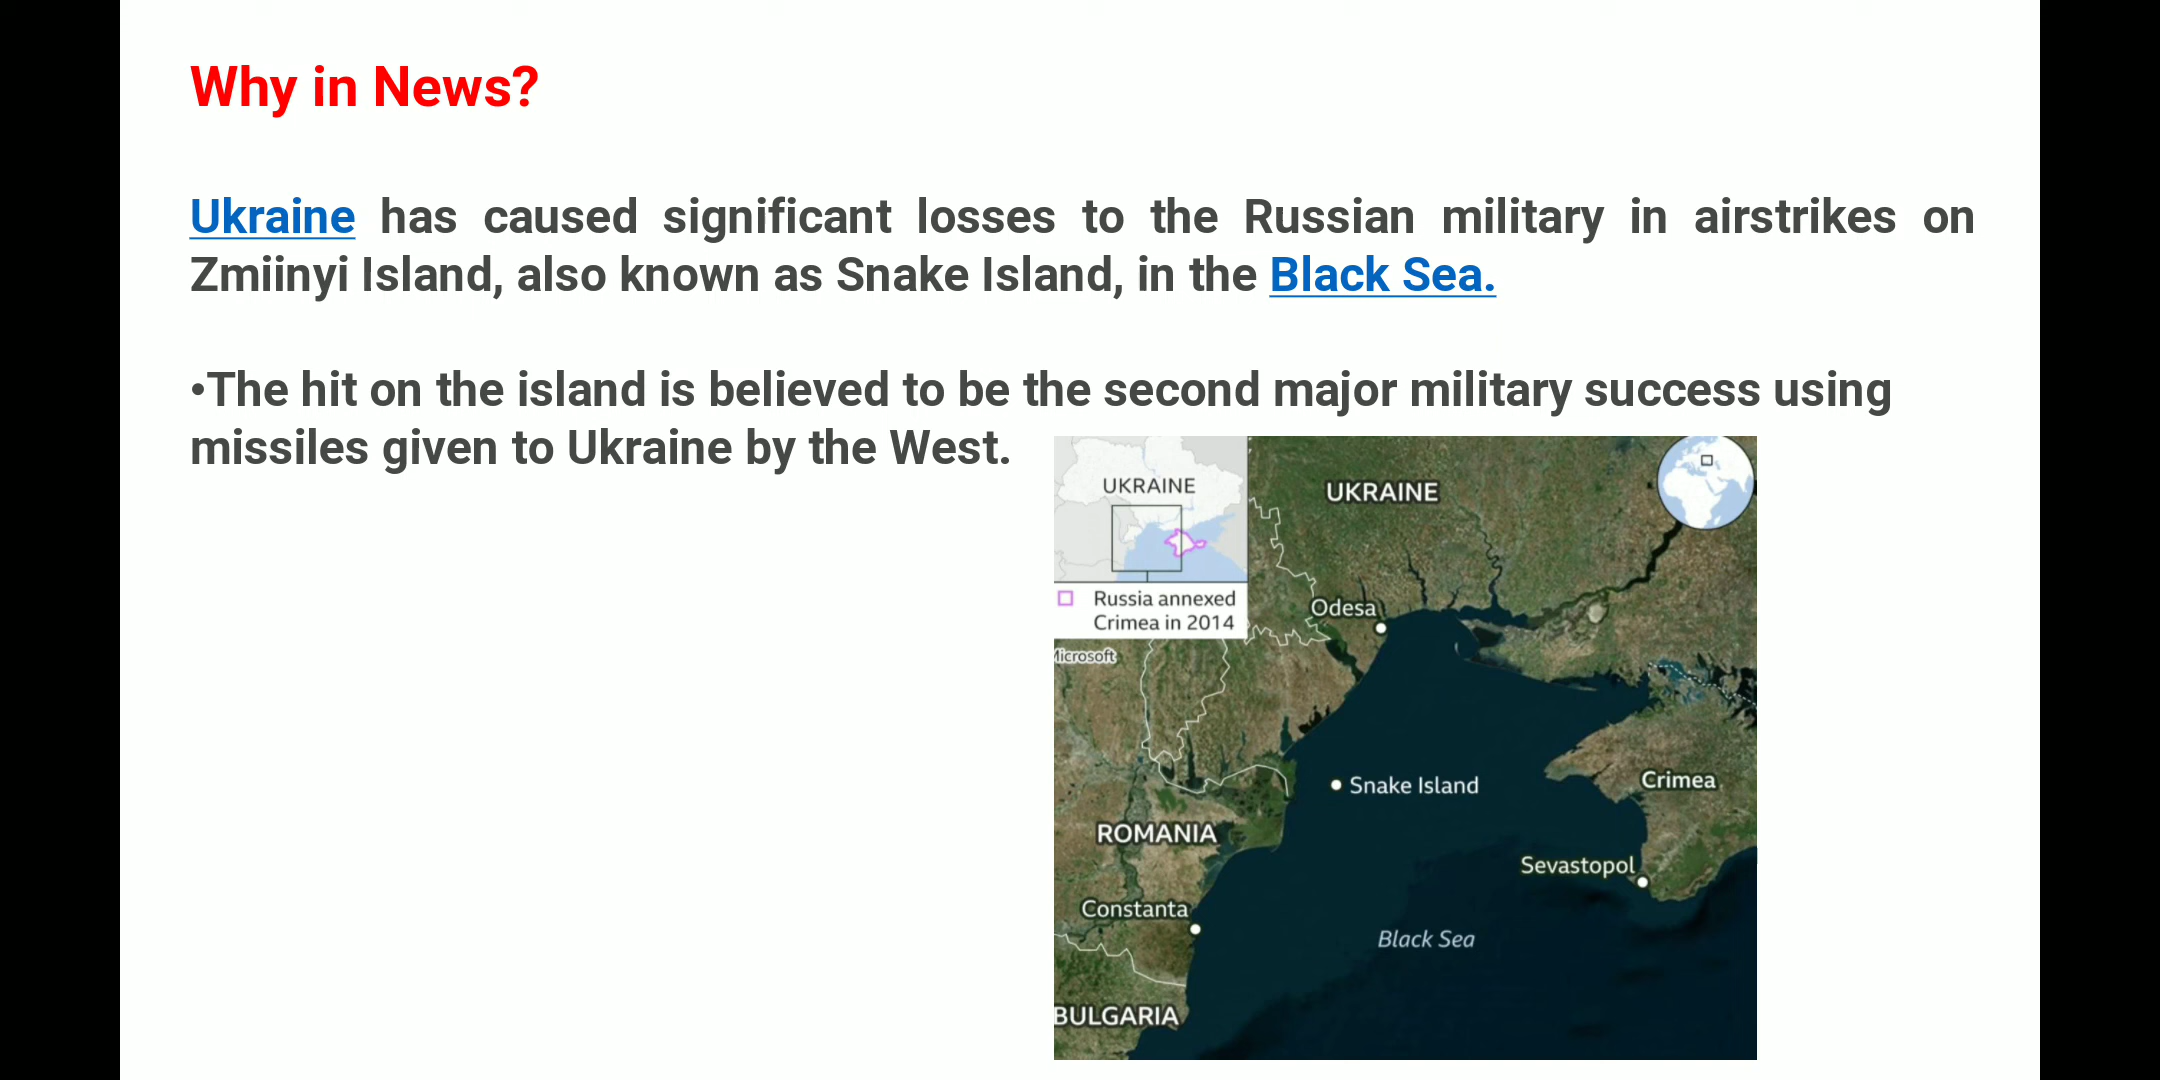 Why in News?
Ukraine has caused significant losses to the Russian military in airstrikes on
Zmiinyi Island, also known as Snake Island, in the Black Sea.
•The hit on the island is believed to be the second major military success using
missiles given to Ukraine by the West.
UKRAINE
Russia annexed
Crimea in 2014
Microsoft
UKRAINE
Odesa
Snake Island
Crimea
ROMANIA
Sevastopol
Constanta
Black Sea
BULGARIA